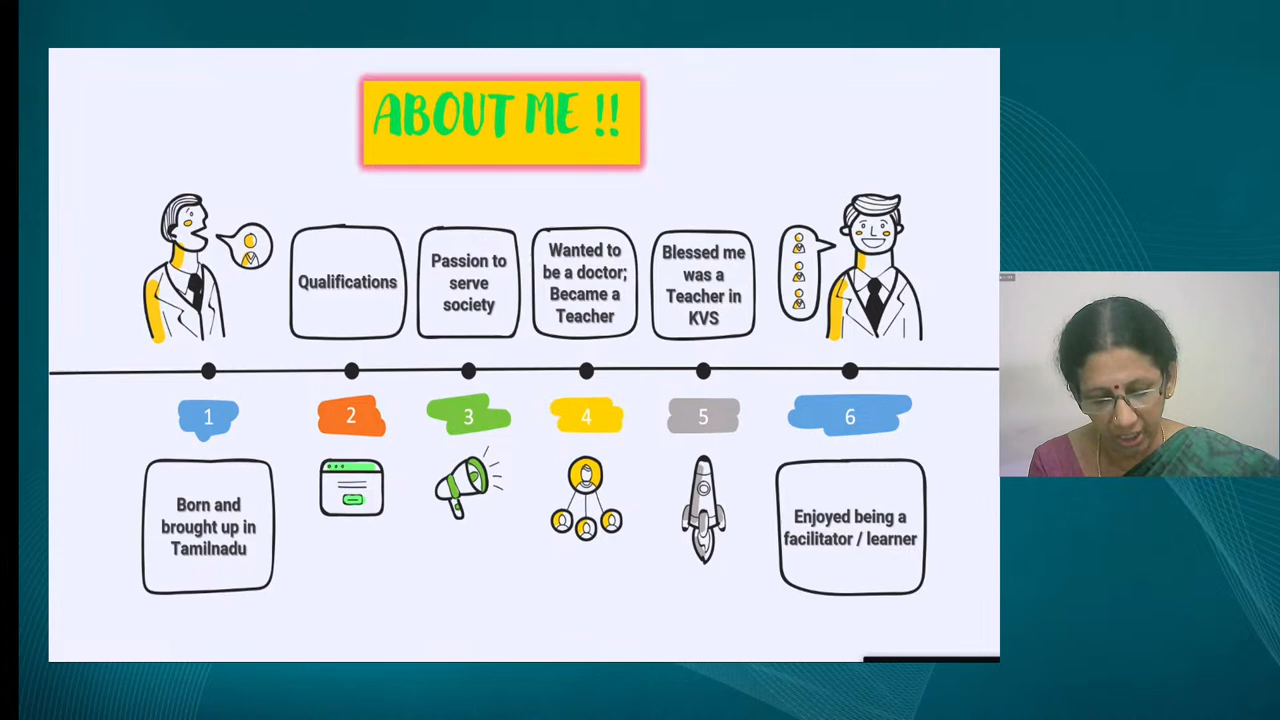 ABOUT ME !!
Qualifications
Passion to
serve
society
Wanted to
be a doctor;
Became a
Teacher
Blessed me
was a
Teacher in
KVS
1
2
3
4
5
6
Born and
brought up in
Tamilnadu
Enjoyed being a
facilitator / learner